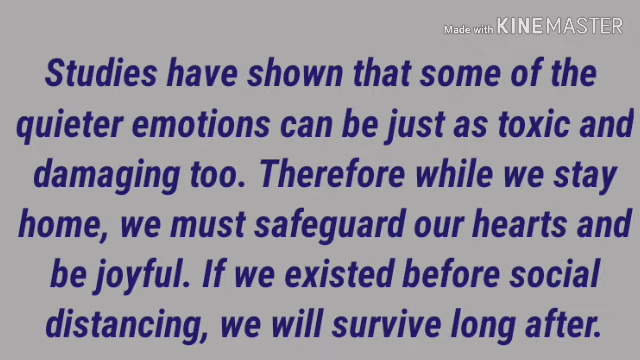 Made with KINEMASTER
Studies have shown that some of the
quieter emotions can be just as toxic and
damaging too. Therefore while we stay
home, we must safeguard our hearts and
be joyful. If we existed before social
distancing, we will survive long after.